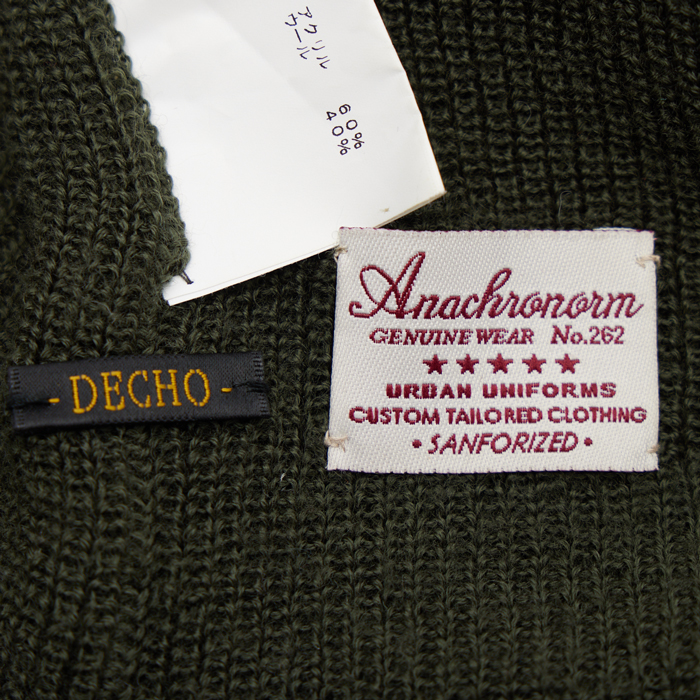 アクリル 60%
ウール 40%
Anachronorm
GENUINE WEAR No.262
★★★★★
URBAN UNIFORMS
CUSTOM TAILORED CLOTHING
• SANFORIZED •
- DECHO -